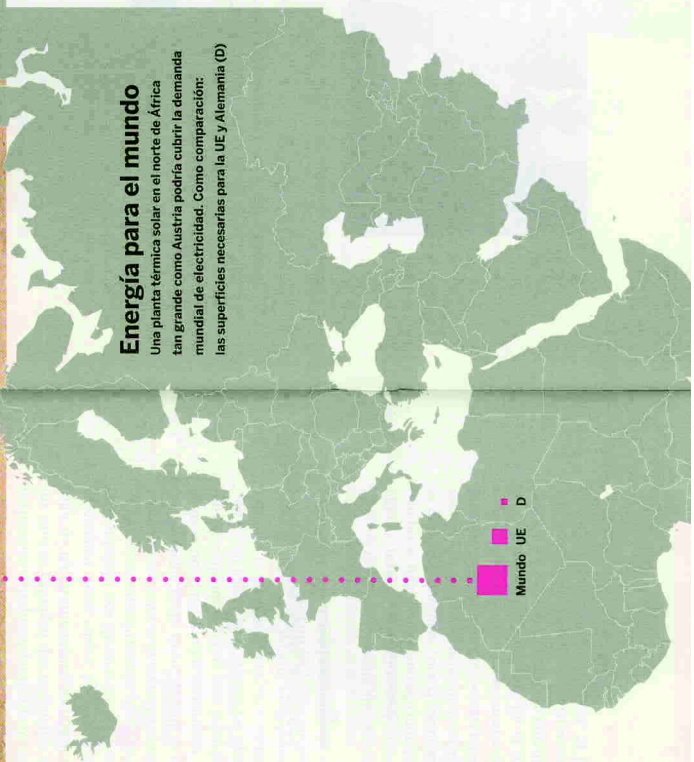 Energía para el mundo
Una planta térmica solar en el norte de África
tan grande como Austria podría cubrir la demanda
mundial de electricidad. Como comparación:
las superficies necesarias para la UE y Alemania (D)
Mundo
UE
D